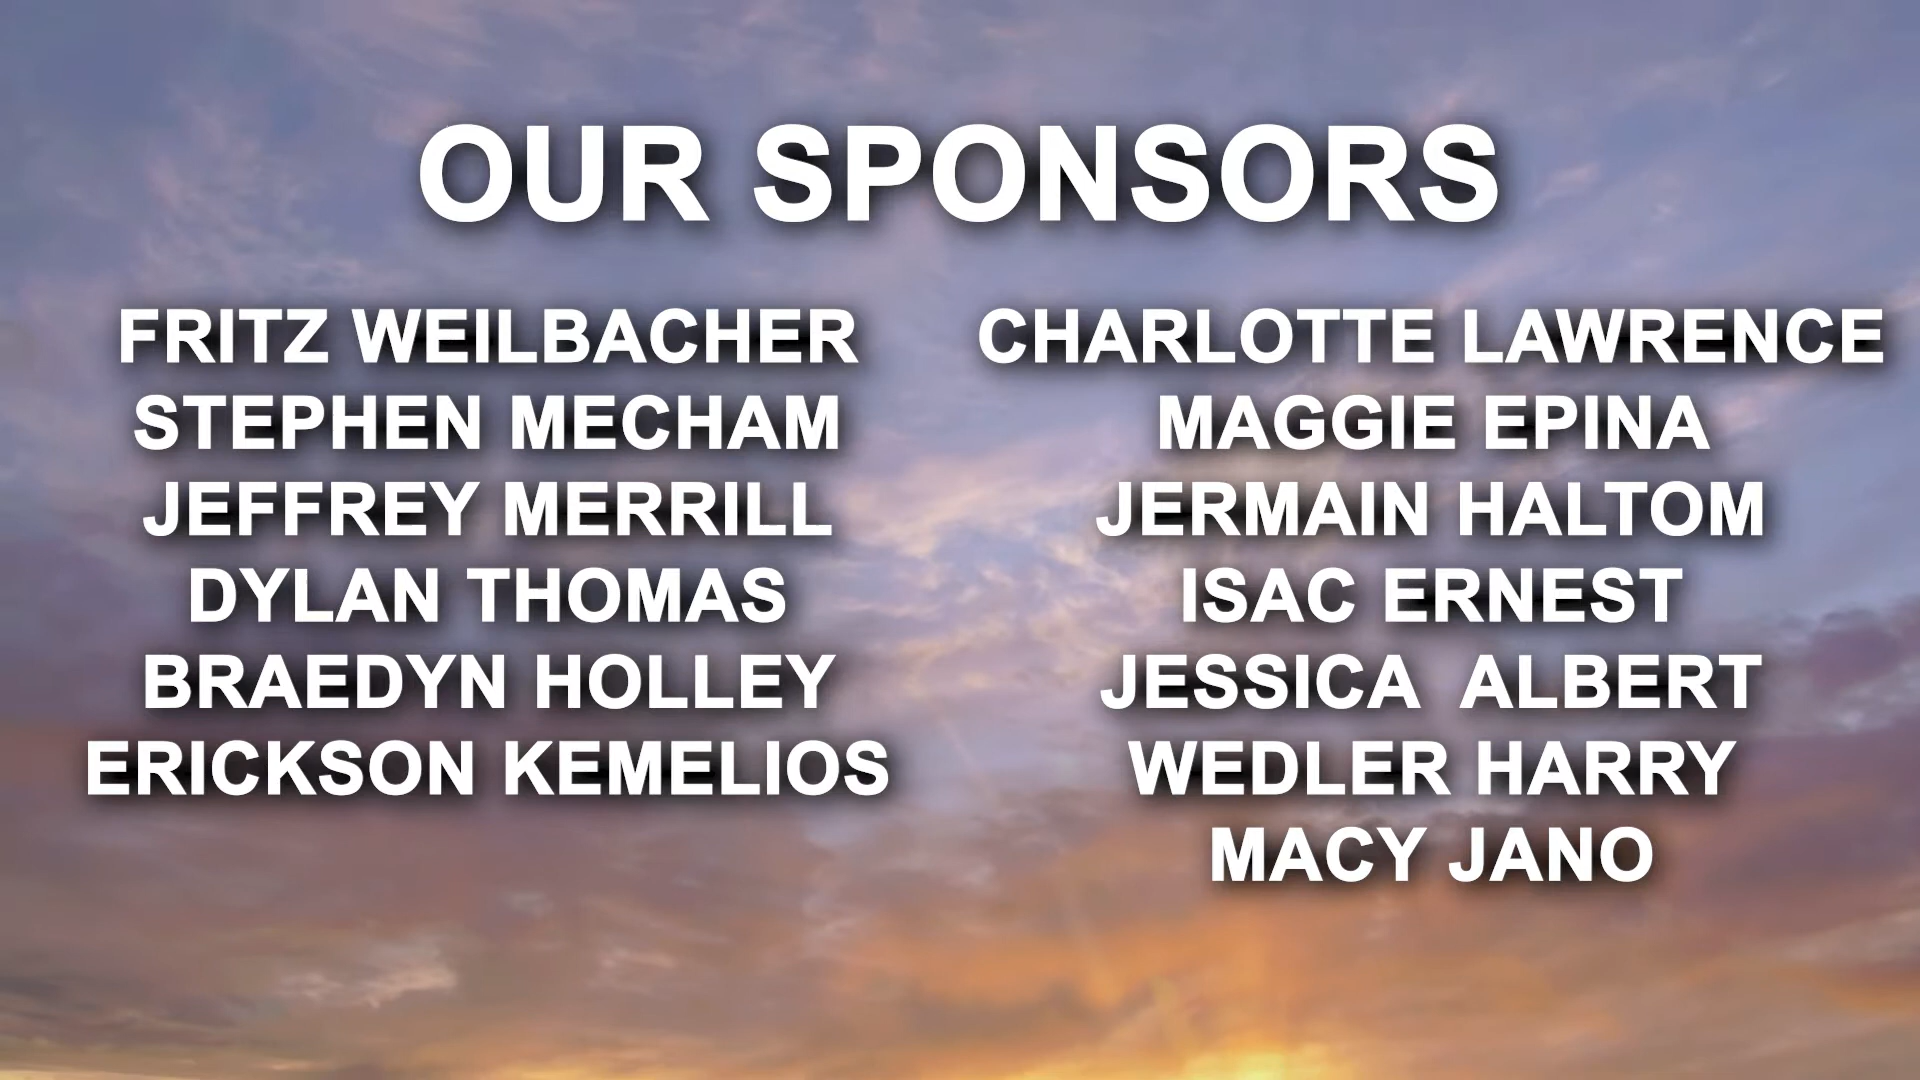 OUR SPONSORS
FRITZ WEILBACHER
STEPHEN MECHAM
JEFFREY MERRILL
DYLAN THOMAS
BRAEDYN HOLLEY
ERICKSON KEMELIOS
CHARLOTTE LAWRENCE
MAGGIE EPINA
JERMAIN HALTOM
ISAC ERNEST
JESSICA  ALBERT
WEDLER HARRY
MACY JANO